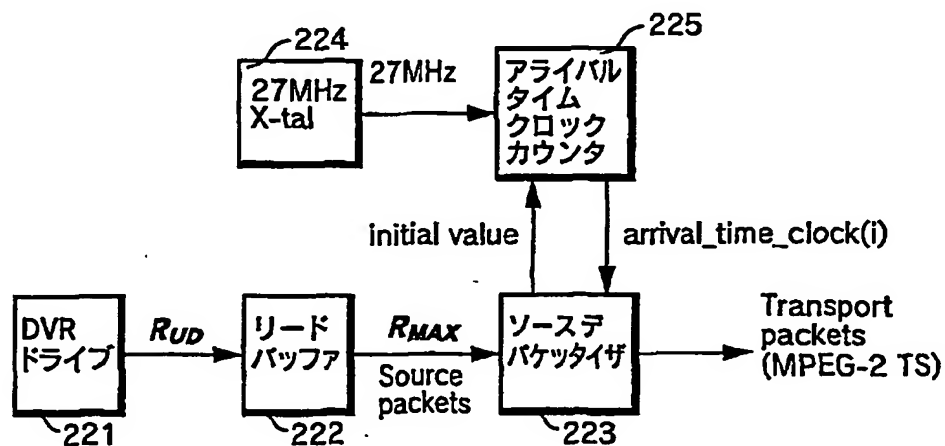 224
27MHz
X-tal
27MHz
225
アライバル
タイム
クロック
カウンタ
initial value
arrival_time_clock(i)
DVR
ドライブ
221
RUD
リード
バッファ
222
RMAX
Source
packets
ソースデ
パケッタイザ
223
Transport
packets
(MPEG-2 TS)